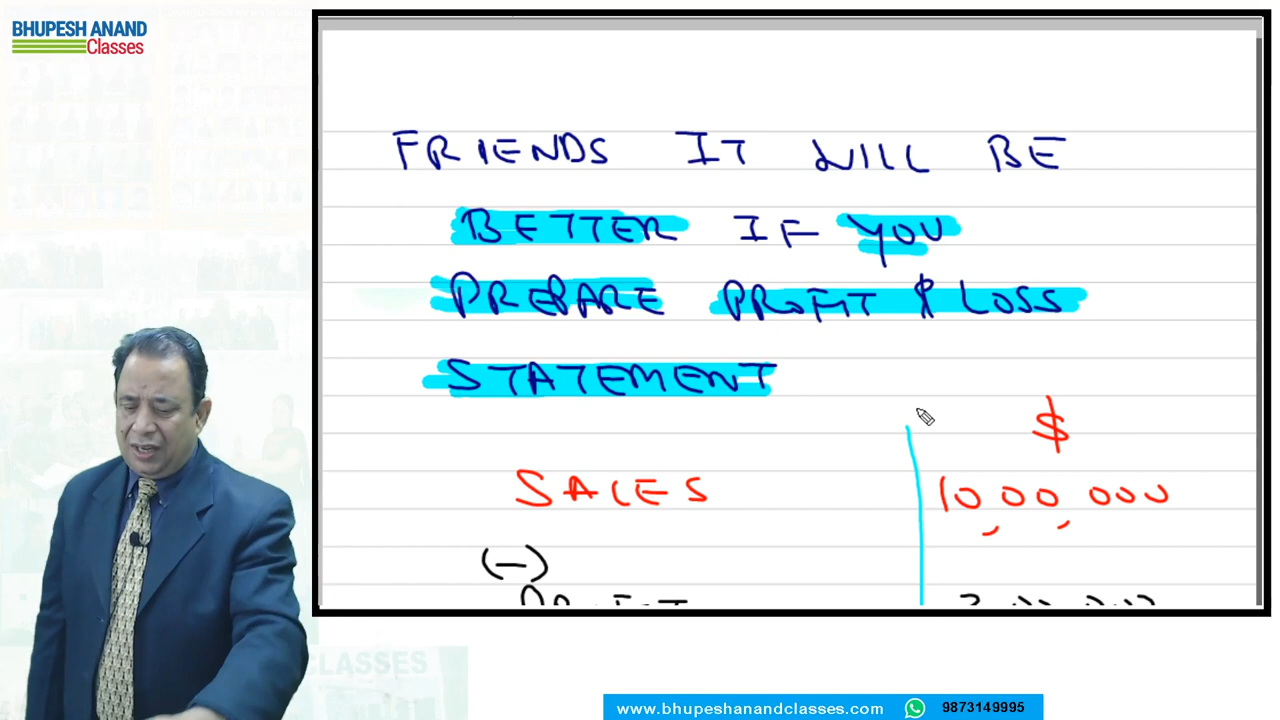 BHUPESH ANAND
Classes
FRIENDS IT WILL BE
BETTER IF YOU
PREPARE PROFIT & LOSS
STATEMENT
$
SALES 10,00,000
(-)
CLASSES
www.bhupeshanandclasses.com 9873149995